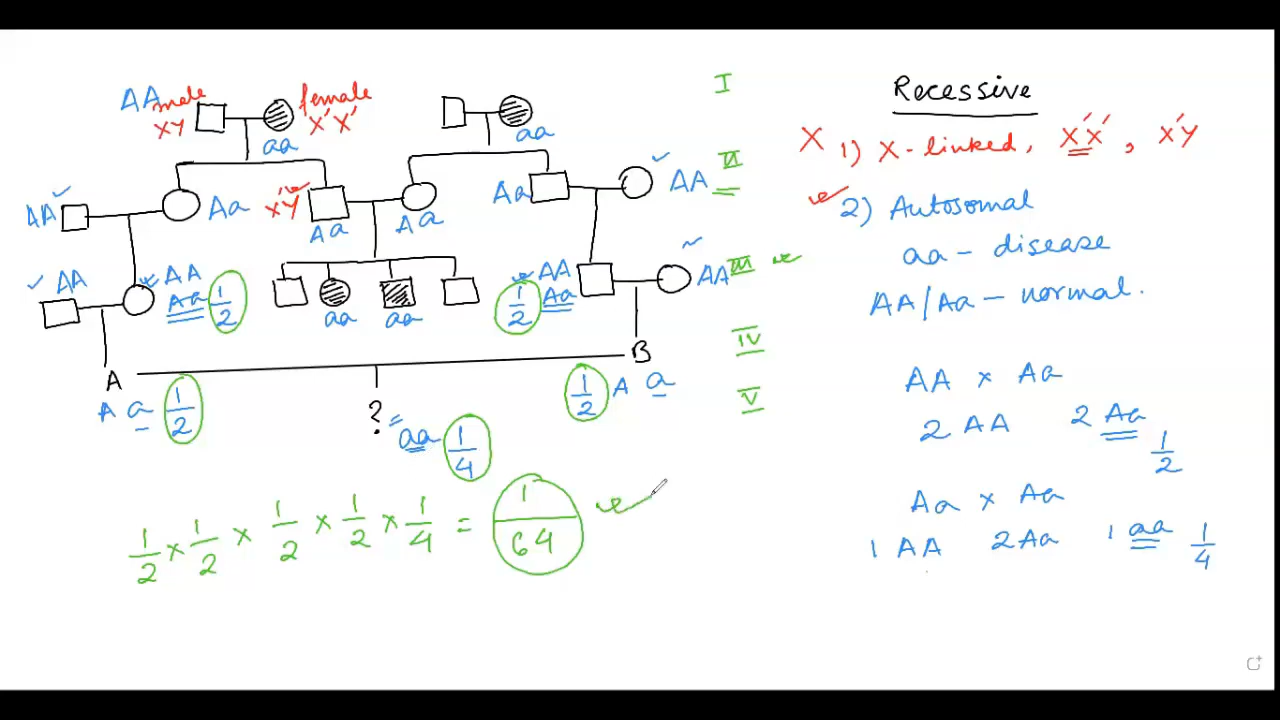 I
Recessive
AA male female
XY X'X'
aa aa
X 1) X-linked, X'X', X'Y
II
AA Aa X'Y Aa AA
Aa Aa
2) Autosomal
aa - disease
AA AA AA AA III
Aa 1/2 1/2 Aa
aa aa
AA/Aa - normal.
IV
A B
A a 1/2 ? 1/2 A a V
= aa 1/4
AA x Aa
2 AA 2 Aa 1/2
1/2 x 1/2 x 1/2 x 1/2 x 1/4 = 1/64
Aa x Aa
1 AA 2 Aa 1 aa 1/4